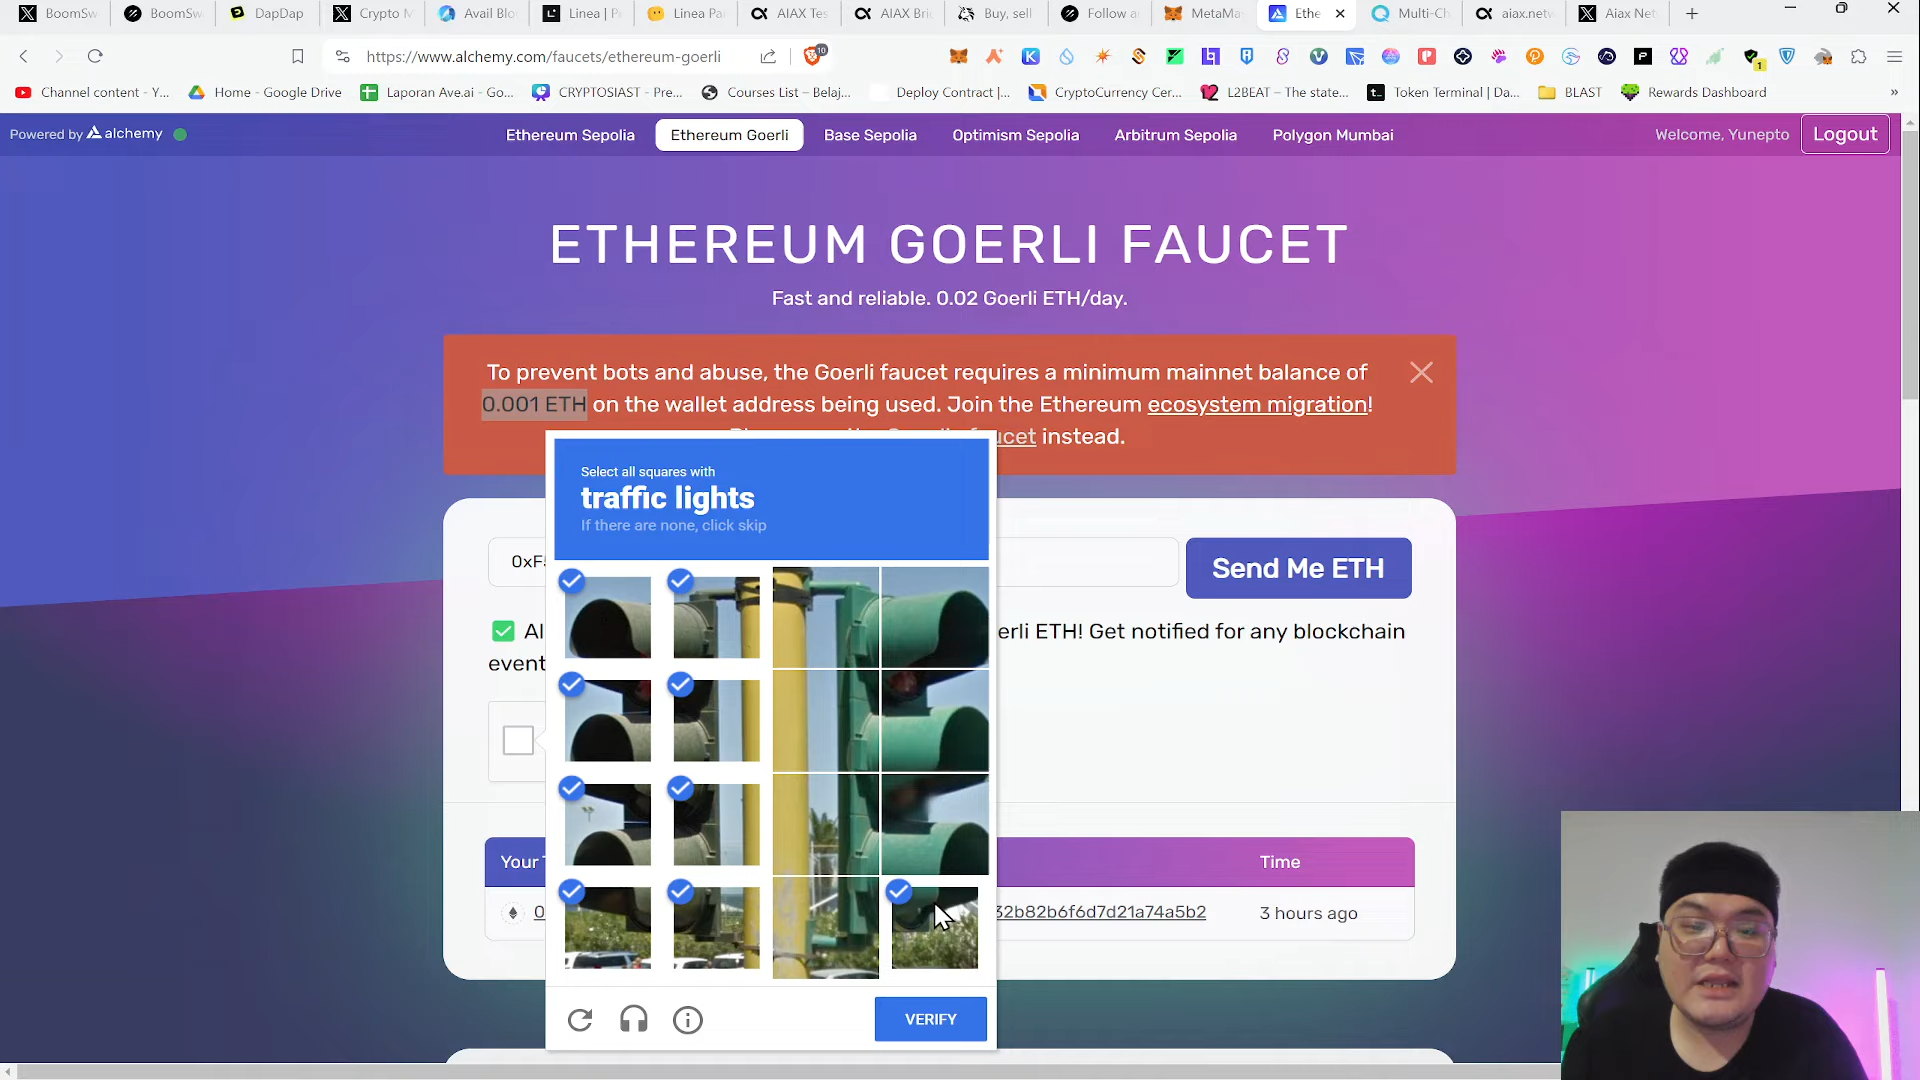 BoomSw
BoomSw
DapDap
Crypto M
Avail Blo
Linea | P
Linea Pa
AIAX Tes
AIAX Bri
Buy, sell
Follow a
MetaMa
Ethe
Multi-Ch
aiax.netw
Aiax Net
https://www.alchemy.com/faucets/ethereum-goerli
10
1
Channel content - Y...
Home - Google Drive
Laporan Ave.ai - Go...
CRYPTOSIAST - Pre...
Courses List – Belaj...
Deploy Contract |...
CryptoCurrency Cer...
L2BEAT – The state...
Token Terminal | Da...
BLAST
Rewards Dashboard
»
Powered by alchemy
Ethereum Sepolia
Ethereum Goerli
Base Sepolia
Optimism Sepolia
Arbitrum Sepolia
Polygon Mumbai
Welcome, Yunepto
Logout
ETHEREUM GOERLI FAUCET
Fast and reliable. 0.02 Goerli ETH/day.
To prevent bots and abuse, the Goerli faucet requires a minimum mainnet balance of
0.001 ETH on the wallet address being used. Join the Ethereum ecosystem migration!
instead.
Select all squares with
traffic lights
If there are none, click skip
0xF
Send Me ETH
Al
erli ETH! Get notified for any blockchain
event
Your
Time
0
32b82b6f6d7d21a74a5b2
3 hours ago
VERIFY